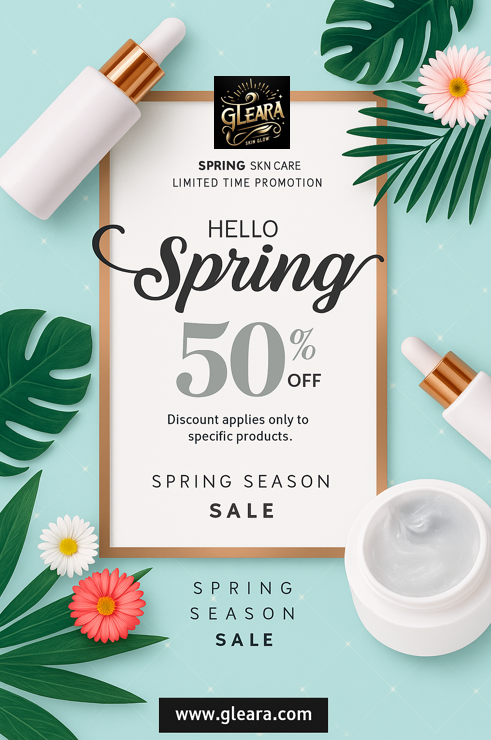 GLEARA
SKIN GLOW
SPRING SKN CARE
LIMITED TIME PROMOTION
HELLO
Spring
50%
OFF
Discount applies only to
specific products.
SPRING SEASON
SALE
SPRING
SEASON
SALE
www.gleara.com